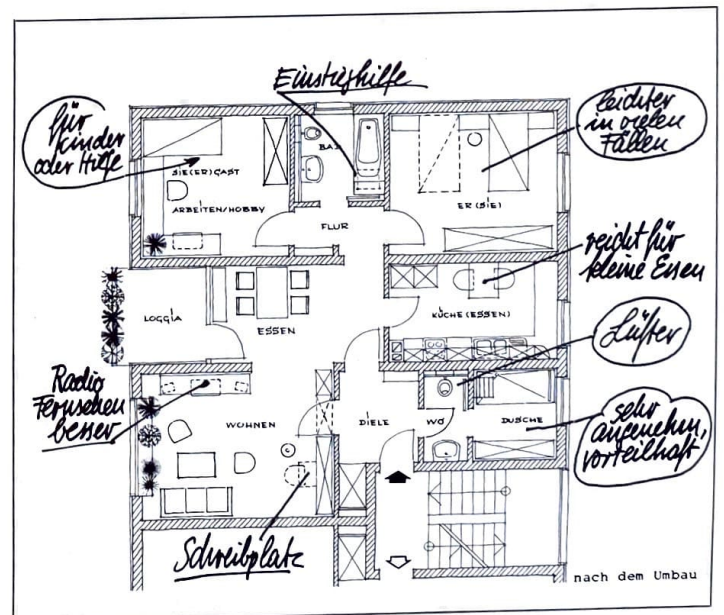 Einstieghilfe
für
Kinder
oder Hilfe
leichter
in vielen
Fällen
BAD
SIE(ER)GAST
ARBEITEN/HOBBY
ER(SIE)
FLUR
reicht für
kleine Essen
LOGGIA
ESSEN
KÜCHE(ESSEN)
Lüfter
Radio
Fernsehen
besser
WOHNEN
DIELE
WC
DUSCHE
sehr
angenehm,
vorteilhaft
Schreibplatz
nach dem Umbau